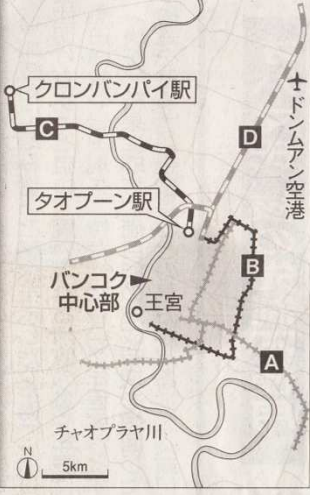 クロンバンパイ駅
C
D
ドンムアン空港
タオプーン駅
B
バンコク
中心部
王宮
A
チャオプラヤ川
N
5km